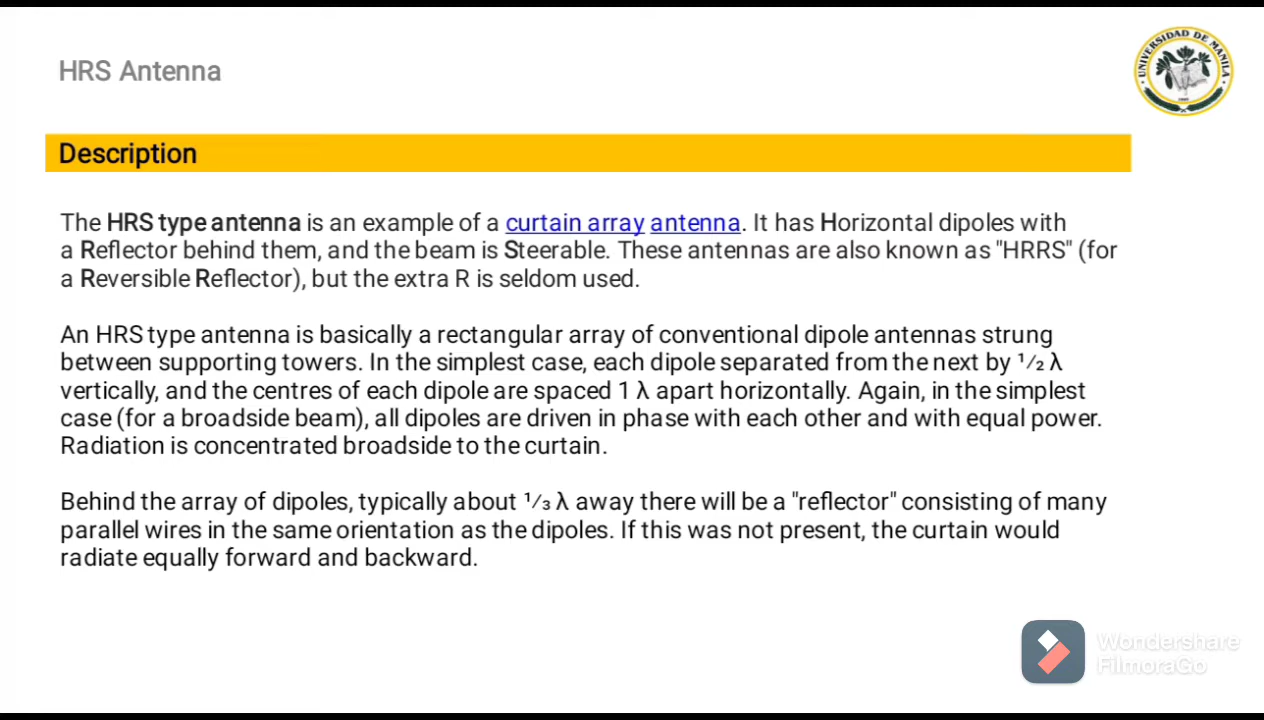 HRS Antenna
UNIVERSIDAD DE MANILA
Description
The HRS type antenna is an example of a curtain array antenna. It has Horizontal dipoles with
a Reflector behind them, and the beam is Steerable. These antennas are also known as "HRRS" (for
a Reversible Reflector), but the extra R is seldom used.
An HRS type antenna is basically a rectangular array of conventional dipole antennas strung
between supporting towers. In the simplest case, each dipole separated from the next by ¹⁄₂ λ
vertically, and the centres of each dipole are spaced 1 λ apart horizontally. Again, in the simplest
case (for a broadside beam), all dipoles are driven in phase with each other and with equal power.
Radiation is concentrated broadside to the curtain.
Behind the array of dipoles, typically about ¹⁄₃ λ away there will be a "reflector" consisting of many
parallel wires in the same orientation as the dipoles. If this was not present, the curtain would
radiate equally forward and backward.
Wondershare
FilmoraGo